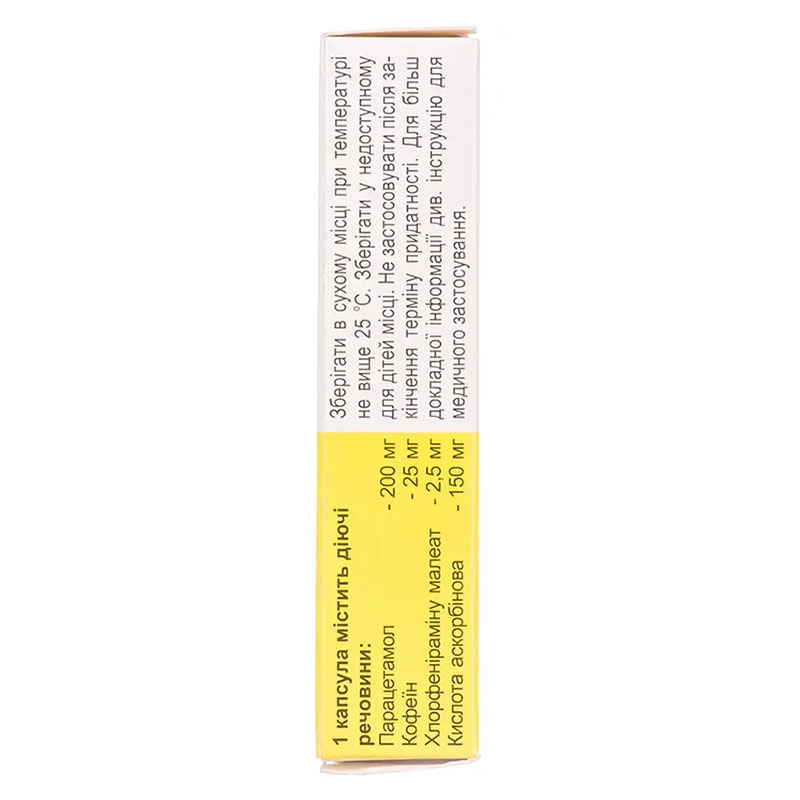 1 капсула містить діючі
речовини:
Парацетамол - 200 мг
Кофеїн - 25 мг
Хлорфеніраміну малеат - 2,5 мг
Кислота аскорбінова - 150 мг
Зберігати в сухому місці при температурі
не вище 25 °С. Зберігати у недоступному
для дітей місці. Не застосовувати після за-
кінчення терміну придатності. Для більш
докладної інформації див. інструкцію для
медичного застосування.